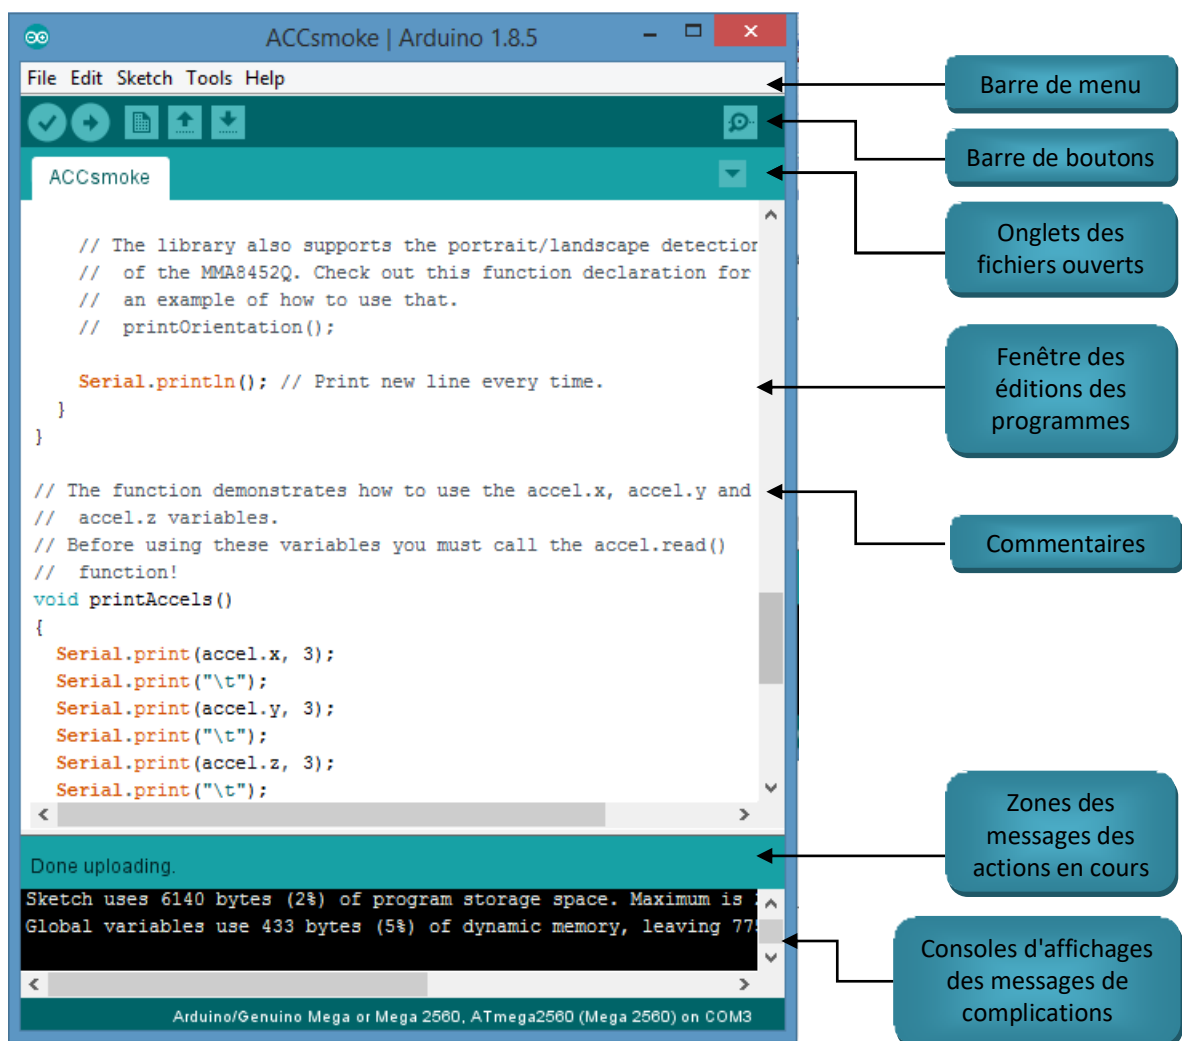 ACCsmoke | Arduino 1.8.5
File Edit Sketch Tools Help
ACCsmoke
// The library also supports the portrait/landscape detection
//  of the MMA8452Q. Check out this function declaration for
//  an example of how to use that.
//  printOrientation();
Serial.println(); // Print new line every time.
}
}
// The function demonstrates how to use the accel.x, accel.y and
//  accel.z variables.
// Before using these variables you must call the accel.read()
//  function!
void printAccels()
{
Serial.print(accel.x, 3);
Serial.print("\t");
Serial.print(accel.y, 3);
Serial.print("\t");
Serial.print(accel.z, 3);
Serial.print("\t");
Done uploading.
Sketch uses 6140 bytes (2%) of program storage space. Maximum is
Global variables use 433 bytes (5%) of dynamic memory, leaving 77
Arduino/Genuino Mega or Mega 2560, ATmega2560 (Mega 2560) on COM3
Barre de menu
Barre de boutons
Onglets des
fichiers ouverts
Fenêtre des
éditions des
programmes
Commentaires
Zones des
messages des
actions en cours
Consoles d'affichages
des messages de
complications